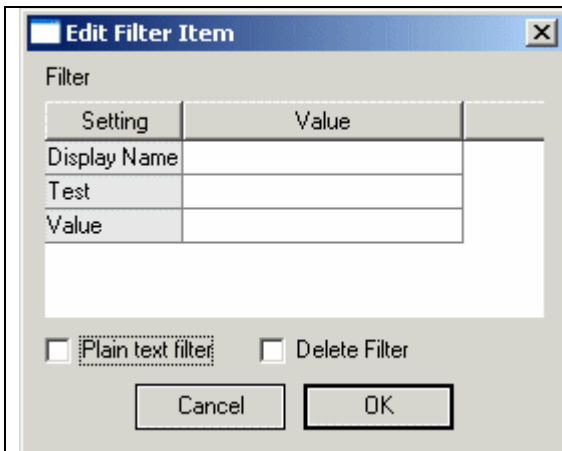 Edit Filter Item
Filter
Setting Value
Display Name
Test
Value
Plain text filter Delete Filter
Cancel OK